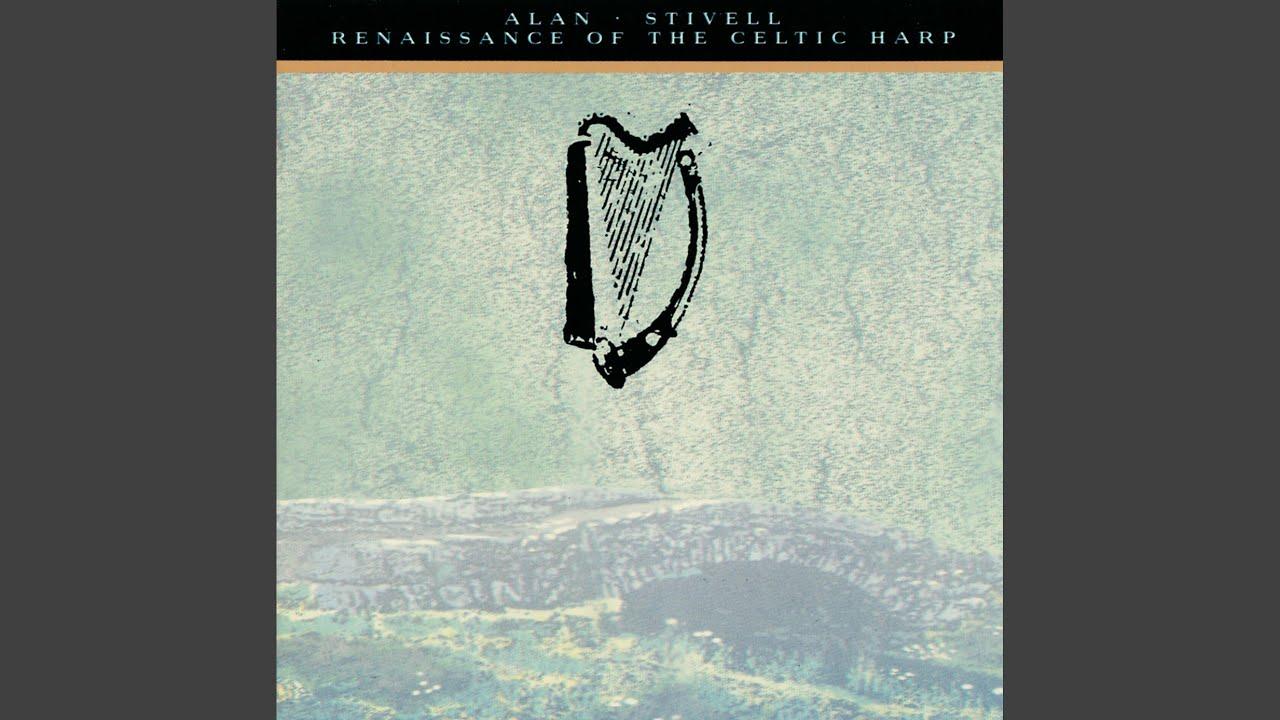 ALAN · STIVELL
RENAISSANCE OF THE CELTIC HARP